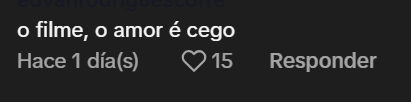 o filme, o amor é cego
Hace 1 día(s) 15 Responder